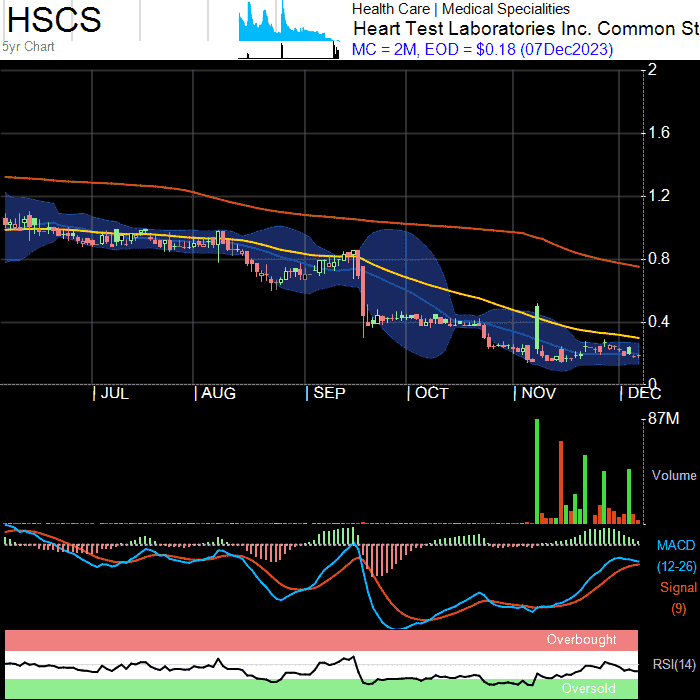 HSCS
5yr Chart
Health Care | Medical Specialities
Heart Test Laboratories Inc. Common St
MC = 2M, EOD = $0.18 (07Dec2023)
2
1.6
1.2
0.8
0.4
0
| JUL | AUG | SEP | OCT | NOV | DEC
87M
Volume
MACD
(12-26)
Signal
(9)
Overbought
RSI(14)
Oversold